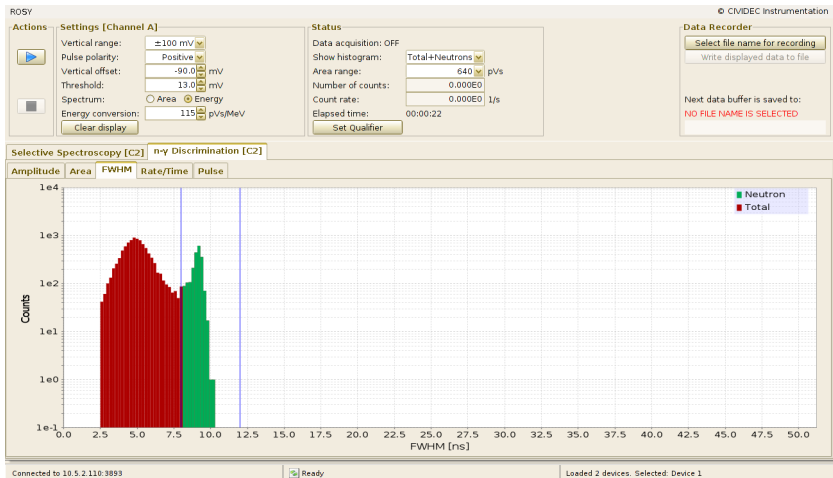 ROSY
© CIVIDEC Instrumentation
Actions
Settings [Channel A]
Vertical range: ±100 mV
Pulse polarity: Positive
Vertical offset: -90.0 mV
Threshold: 13.0 mV
Spectrum: Area Energy
Energy conversion: 115 pVs/MeV
Clear display
Status
Data acquisition: OFF
Show histogram: Total+Neutrons
Area range: 640 pVs
Number of counts: 0.000E0
Count rate: 0.000E0 1/s
Elapsed time: 00:00:22
Set Qualifier
Data Recorder
Select file name for recording
Write displayed data to file
Next data buffer is saved to:
NO FILE NAME IS SELECTED
Selective Spectroscopy [C2] n-γ Discrimination [C2]
Amplitude Area FWHM Rate/Time Pulse
Neutron
Total
1e4
1e3
1e2
1e1
1e0
1e-1
Counts
0.0 2.5 5.0 7.5 10.0 12.5 15.0 17.5 20.0 22.5 25.0 27.5 30.0 32.5 35.0 37.5 40.0 42.5 45.0 47.5 50.0
FWHM [ns]
Connected to 10.5.2.110:3893
Ready
Loaded 2 devices. Selected: Device 1